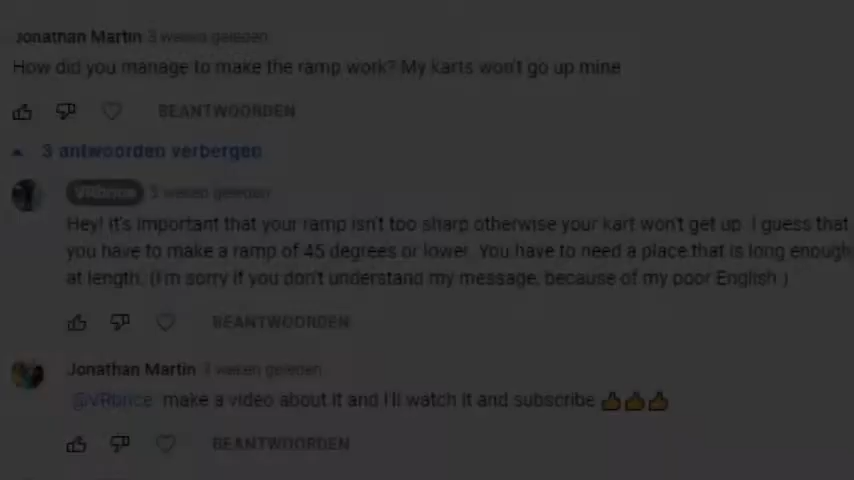 Jonathan Martin 3 weken geleden
How did you manage to make the ramp work? My karts won't go up mine
BEANTWOORDEN
3 antwoorden verbergen
VRbrice 3 weken geleden
Hey! It's important that your ramp isn't too sharp otherwise your kart won't get up. I guess that
you have to make a ramp of 45 degrees or lower. You have to need a place that is long enough
at length. (I'm sorry if you don't understand my message, because of my poor English.)
BEANTWOORDEN
Jonathan Martin 3 weken geleden
make a video about it and I'll watch it and subscribe 👍👍👍
BEANTWOORDEN